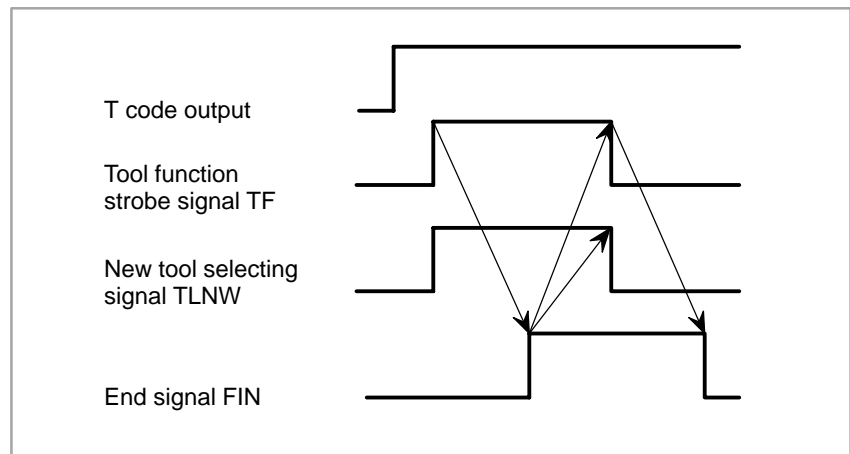 T code output
Tool function
strobe signal TF
New tool selecting
signal TLNW
End signal FIN